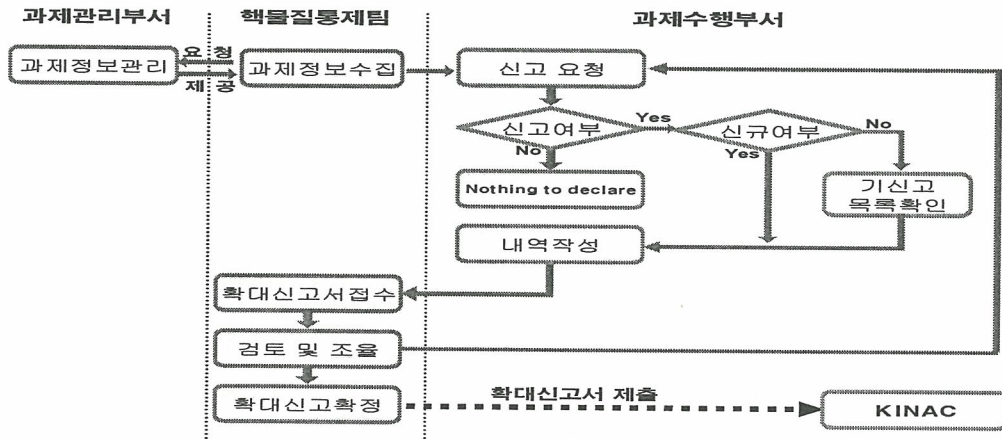 과제관리부서
핵물질통제팀
과제수행부서
요 청
과제정보관리
제 공
과제정보수집
신고 요청
신고여부
Yes
신규여부
No
No
Yes
Nothing to declare
기신고
목록확인
내역작성
확대신고서접수
검토 및 조율
확대신고확정
확대신고서 제출
KINAC